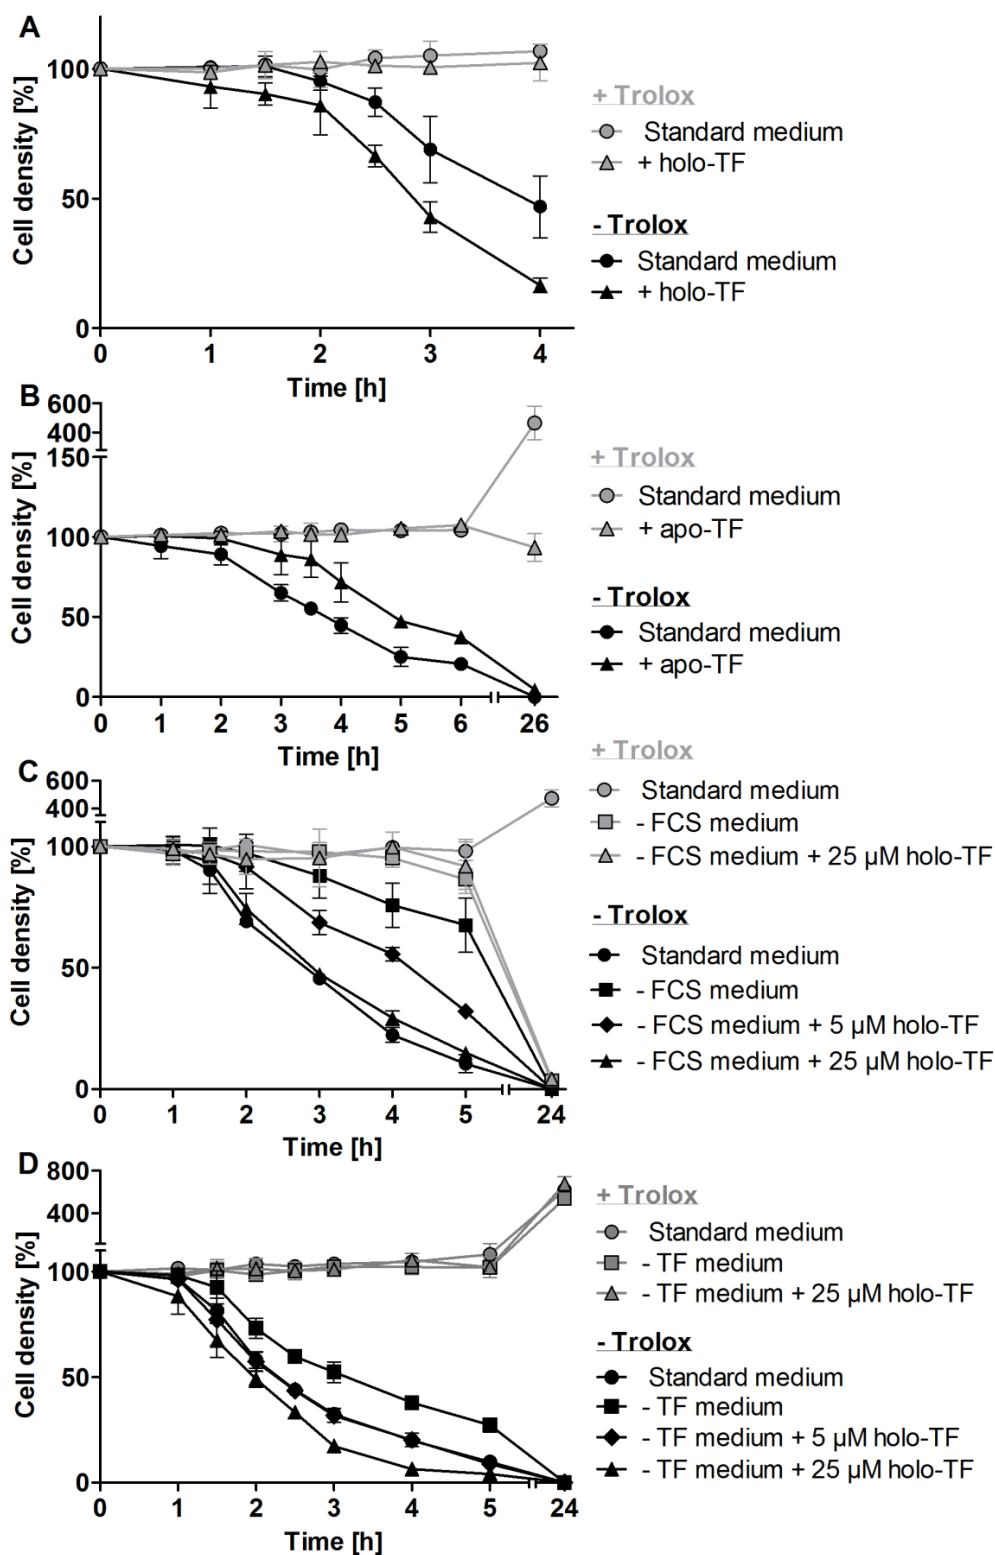 A
Cell density [%]
100
50
0
0 1 2 3 4
Time [h]
+ Trolox
Standard medium
+ holo-TF
- Trolox
Standard medium
+ holo-TF
B
Cell density [%]
600
400
150
100
50
0
0 1 2 3 4 5 6 26
Time [h]
+ Trolox
Standard medium
+ apo-TF
- Trolox
Standard medium
+ apo-TF
C
Cell density [%]
600
400
100
50
0
0 1 2 3 4 5 24
Time [h]
+ Trolox
Standard medium
- FCS medium
- FCS medium + 25 µM holo-TF
- Trolox
Standard medium
- FCS medium
- FCS medium + 5 µM holo-TF
- FCS medium + 25 µM holo-TF
D
Cell density [%]
800
400
100
50
0
0 1 2 3 4 5 24
Time [h]
+ Trolox
Standard medium
- TF medium
- TF medium + 25 µM holo-TF
- Trolox
Standard medium
- TF medium
- TF medium + 5 µM holo-TF
- TF medium + 25 µM holo-TF